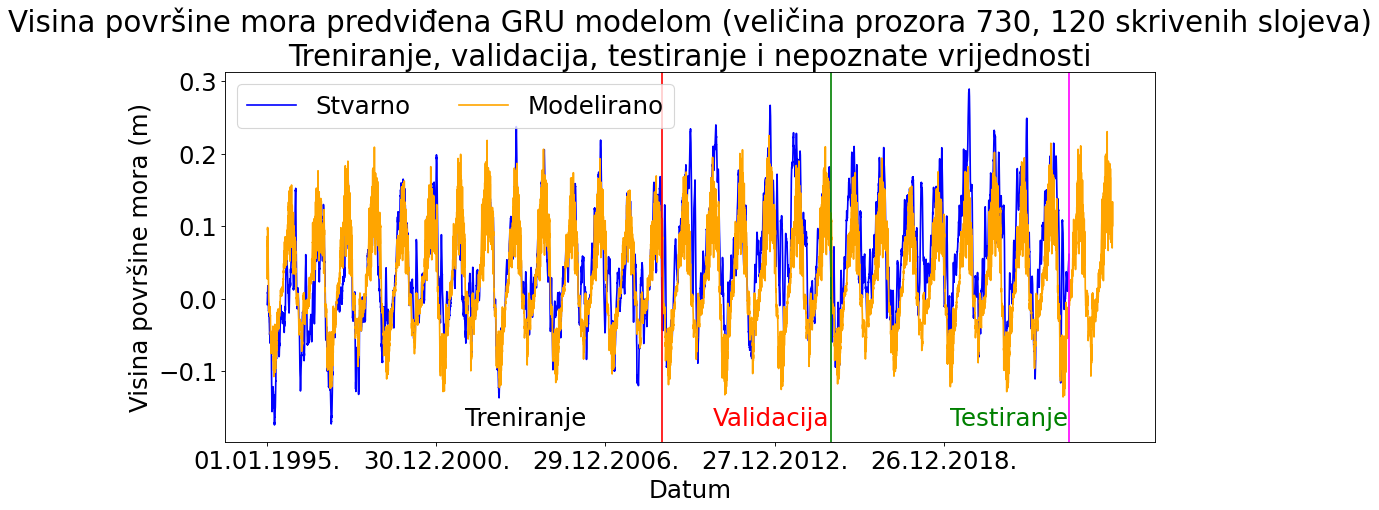 Visina površine mora predviđena GRU modelom (veličina prozora 730, 120 skrivenih slojeva)
Treniranje, validacija, testiranje i nepoznate vrijednosti
Stvarno
Modelirano
Visina površine mora (m)
0.3
0.2
0.1
0.0
−0.1
Treniranje
Validacija
Testiranje
01.01.1995.
30.12.2000.
29.12.2006.
27.12.2012.
26.12.2018.
Datum